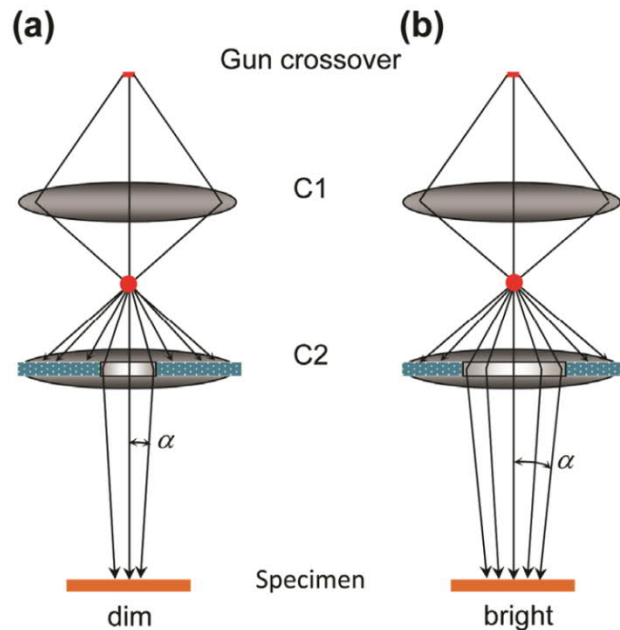 (a)
(b)
Gun crossover
C1
C2
α
α
Specimen
dim
bright